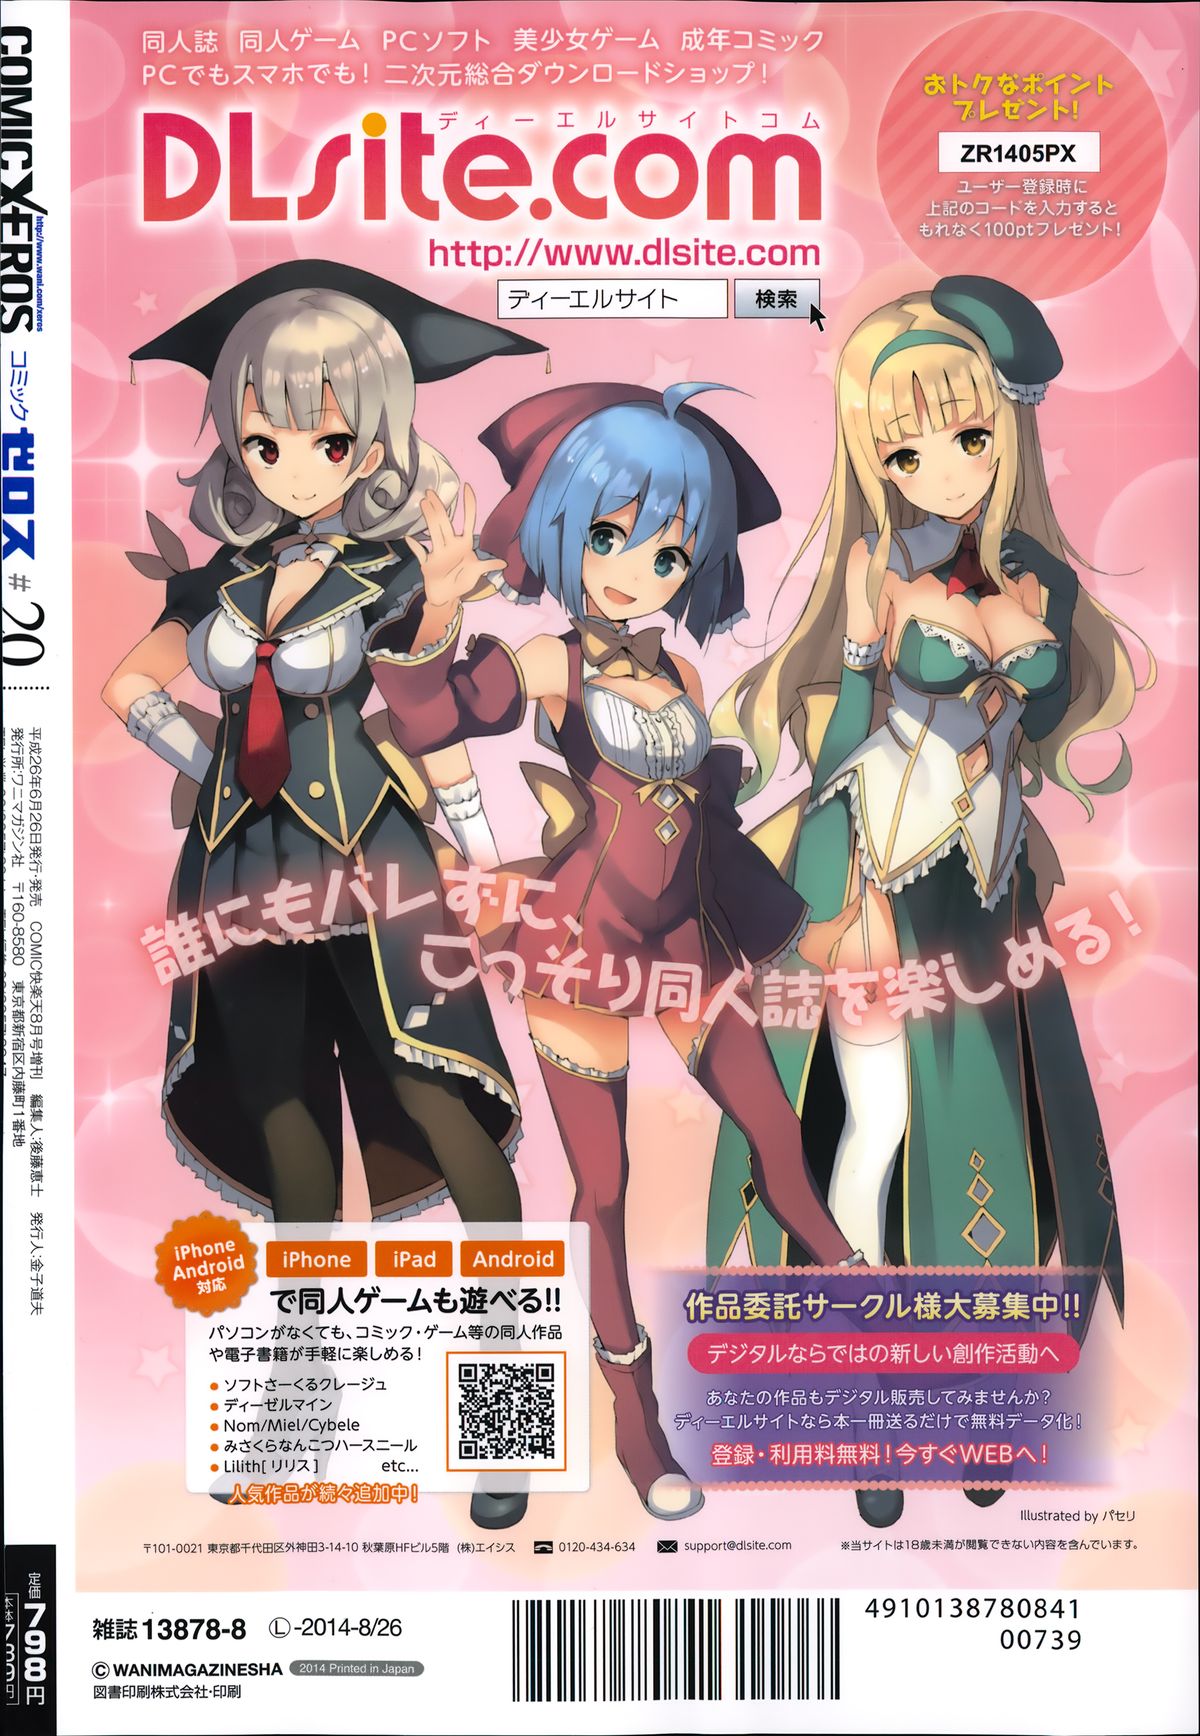 同人誌 同人ゲーム PCソフト 美少女ゲーム 成年コミック
PCでもスマホでも！二次元総合ダウンロードショップ！
ディーエルサイトコム
DLsite.com
http://www.dlsite.com
ディーエルサイト 検索
おトクなポイント
プレゼント!
ZR1405PX
ユーザー登録時に
上記のコードを入力すると
もれなく100ptプレゼント!
COMIC XEROS
http://www.wani.com/xeros
コミック ゼロス #20
平成26年6月26日発行・発売 COMIC快楽天8月号増刊 編集人:後藤恵士 発行人:金子道夫
発行所:ワニマガジン社 〒160-8580 東京都新宿区内藤町1番地
誰にもバレずに、
こっそり同人誌を楽しめる！
iPhone
Android
対応
iPhone iPad Android
で同人ゲームも遊べる!!
パソコンがなくても、コミック・ゲーム等の同人作品
や電子書籍が手軽に楽しめる！
● ソフトさーくるクレージュ
● ディーゼルマイン
● Nom/Miel/Cybele
● みさくらなんこつハースニール
● Lilith[リリス] etc...
人気作品が続々追加中！
作品委託サークル様大募集中!!
デジタルならではの新しい創作活動へ
あなたの作品もデジタル販売してみませんか？
ディーエルサイトなら本一冊送るだけで無料データ化！
登録・利用料無料！今すぐWEBへ！
Illustrated by パセリ
〒101-0021 東京都千代田区外神田3-14-10 秋葉原HFビル5階 (株)エイシス 0120-434-634 support@dlsite.com ※当サイトは18歳未満が閲覧できない内容を含んでいます。
定価798円
雑誌 13878-8 Ⓛ-2014-8/26
© WANIMAGAZINESHA 2014 Printed in Japan
図書印刷株式会社・印刷
4910138780841
00739